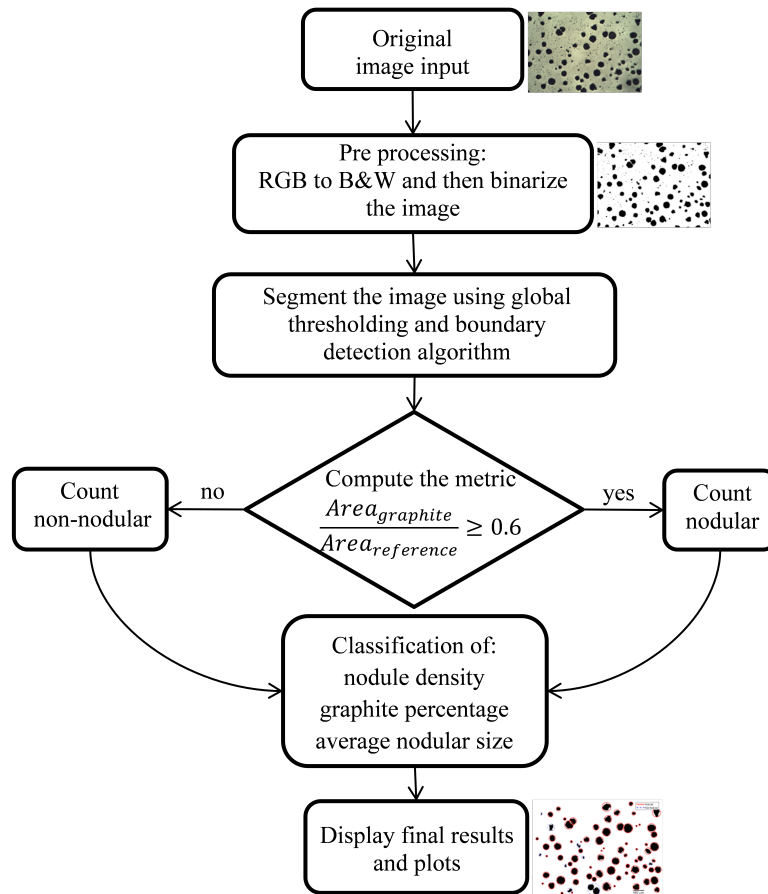 Original
image input
Pre processing:
RGB to B&W and then binarize
the image
Segment the image using global
thresholding and boundary
detection algorithm
Compute the metric
Area_graphite
Area_reference
≥ 0.6
no
yes
Count
non-nodular
Count
nodular
Classification of:
nodule density
graphite percentage
average nodular size
Display final results
and plots